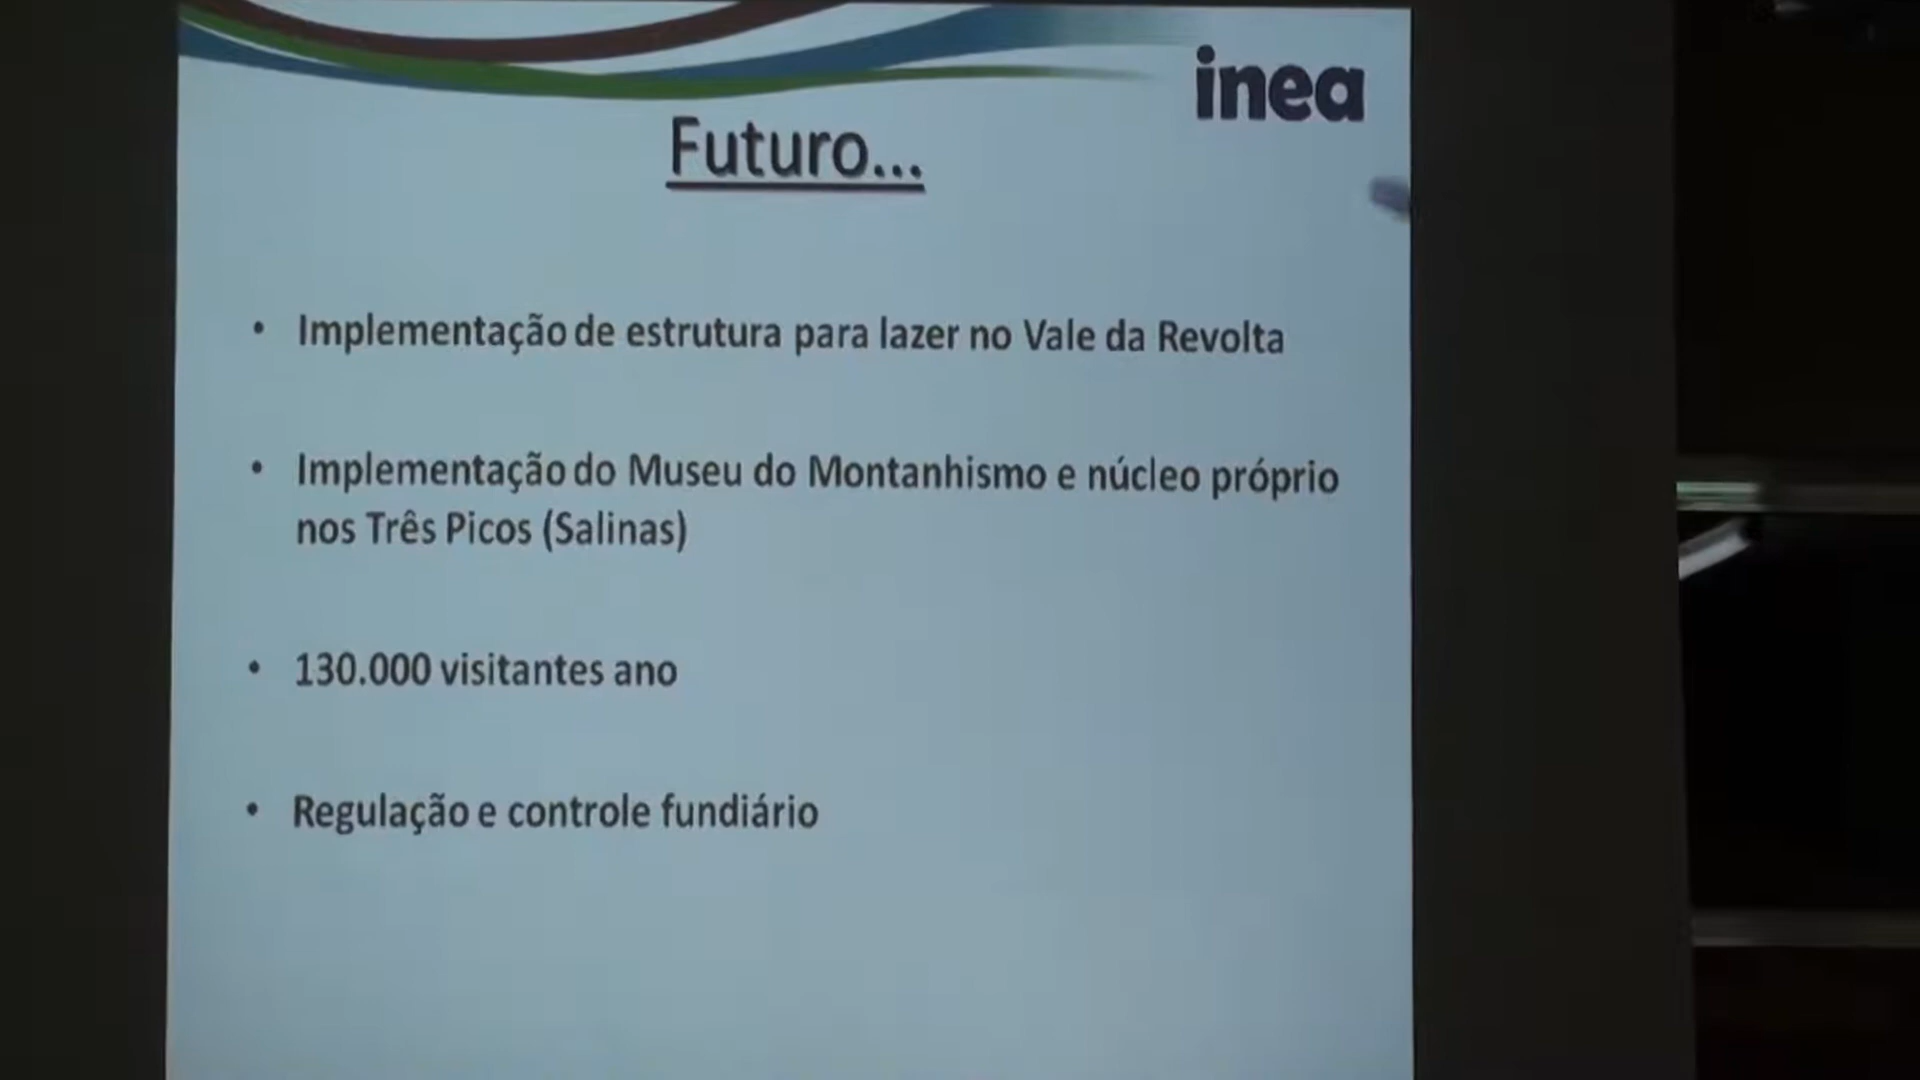 inea
Futuro...
• Implementação de estrutura para lazer no Vale da Revolta
• Implementação do Museu do Montanhismo e núcleo próprio
nos Três Picos (Salinas)
• 130.000 visitantes ano
• Regulação e controle fundiário